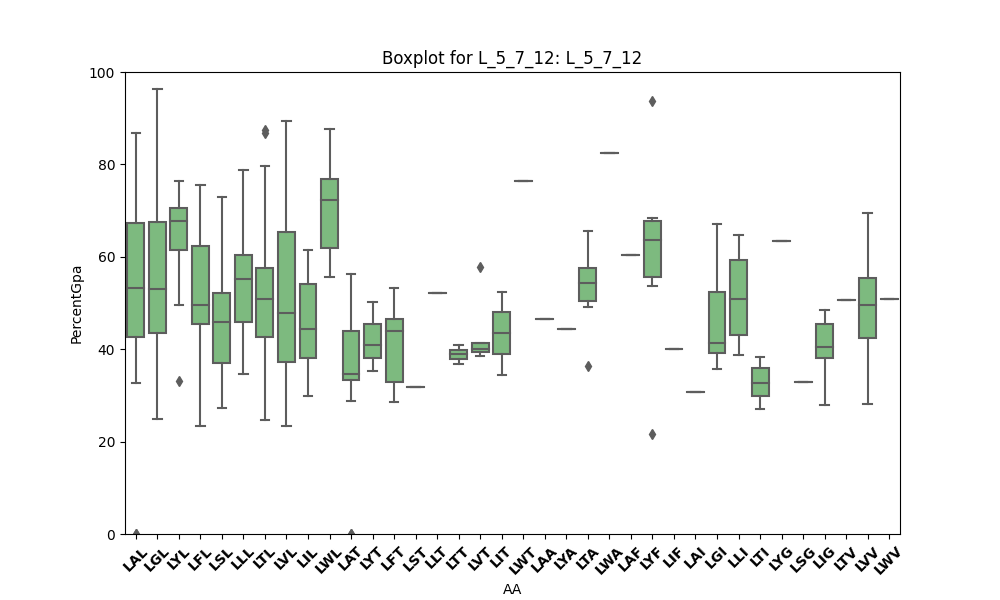 Boxplot for L_5_7_12: L_5_7_12
100
80
60
40
20
0
PercentGpa
LAL LGL LYL LFL LSL LLL LTL LVL LIL LWL LAT LYT LFT LST LLT LTT LVT LIT LWT LAA LYA LTA LWA LAF LYF LIF LAI LGI LLI LTI LYG LSG LIG LTV LVV LWV
AA